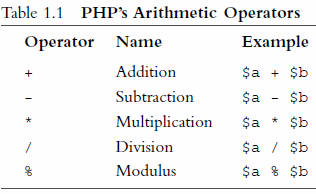 Table 1.1 PHP's Arithmetic Operators
Operator Name Example
+ Addition $a + $b
- Subtraction $a - $b
* Multiplication $a * $b
/ Division $a / $b
% Modulus $a % $b